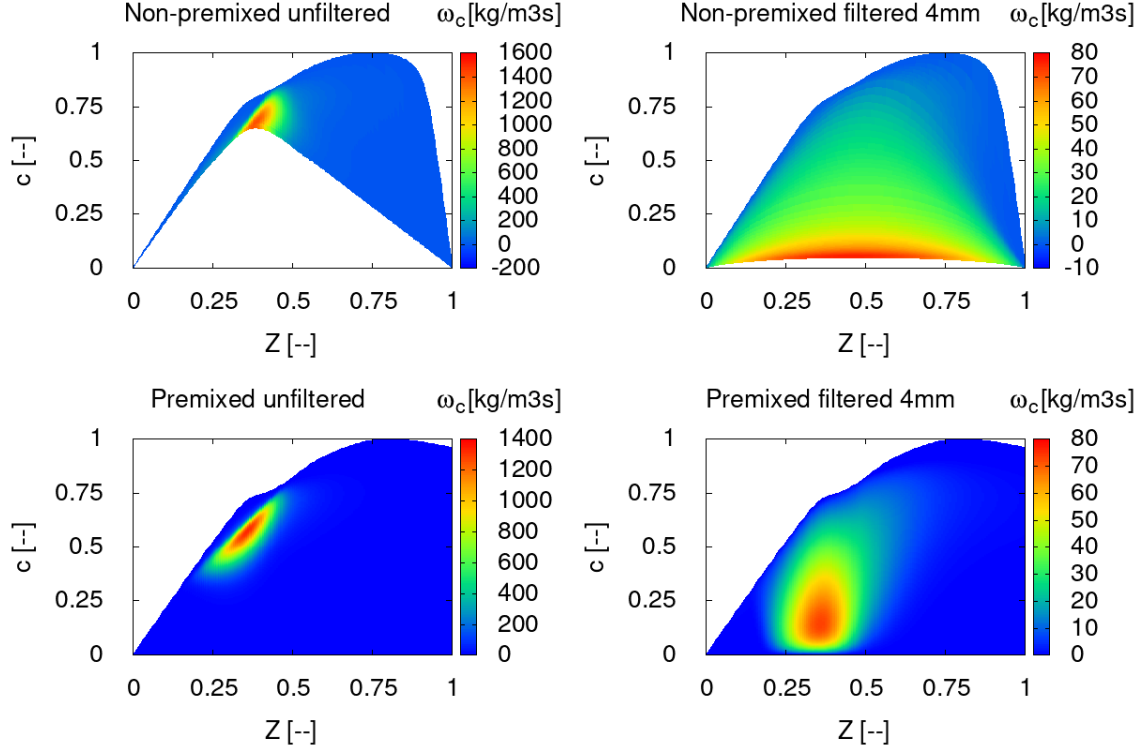 Non-premixed unfiltered
ωc[kg/m3s]
1
0.75
0.5
0.25
0
c [--]
0 0.25 0.5 0.75 1
Z [--]
1600
1400
1200
1000
800
600
400
200
0
-200
Non-premixed filtered 4mm
ωc[kg/m3s]
1
0.75
0.5
0.25
0
c [--]
0 0.25 0.5 0.75 1
Z [--]
80
70
60
50
40
30
20
10
0
-10
Premixed unfiltered
ωc[kg/m3s]
1
0.75
0.5
0.25
0
c [--]
0 0.25 0.5 0.75 1
Z [--]
1400
1200
1000
800
600
400
200
0
Premixed filtered 4mm
ωc[kg/m3s]
1
0.75
0.5
0.25
0
c [--]
0 0.25 0.5 0.75 1
Z [--]
80
70
60
50
40
30
20
10
0